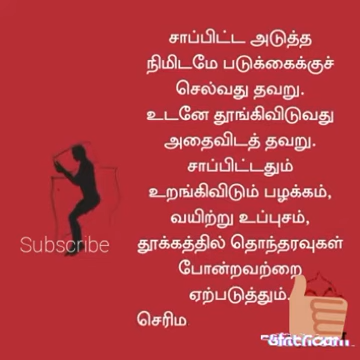 சாப்பிட்ட அடுத்த
நிமிடமே படுக்கைக்குச்
செல்வது தவறு.
உடனே தூங்கிவிடுவது
அதைவிடத் தவறு.
சாப்பிட்டதும்
உறங்கிவிடும் பழக்கம்,
வயிற்று உப்புசம்,
Subscribe
தூக்கத்தில் தொந்தரவுகள்
போன்றவற்றை
ஏற்படுத்தும்.
செரிம